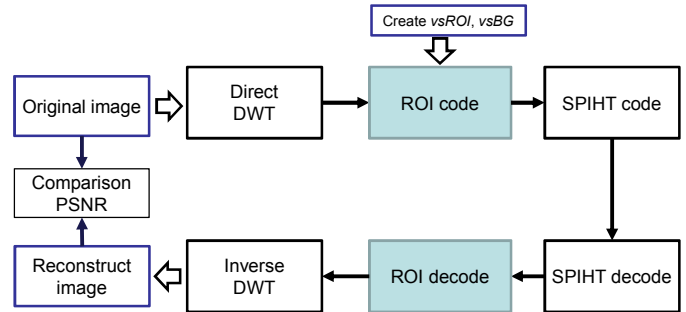 Create vsROI, vsBG
Original image
Direct
DWT
ROI code
SPIHT code
Comparison
PSNR
Reconstruct
image
Inverse
DWT
ROI decode
SPIHT decode